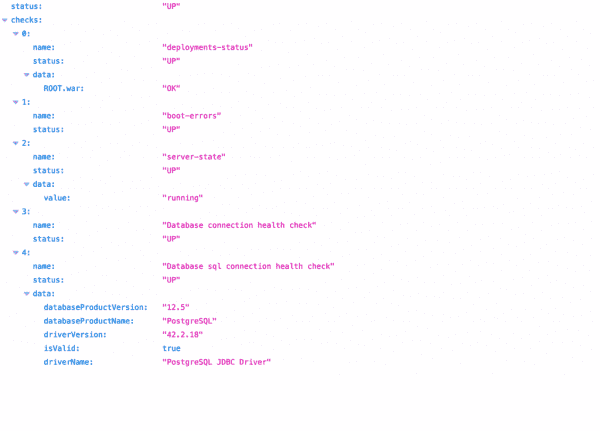 status: "UP"
checks:
0:
name: "deployments-status"
status: "UP"
data:
ROOT.war: "OK"
1:
name: "boot-errors"
status: "UP"
2:
name: "server-state"
status: "UP"
data:
value: "running"
3:
name: "Database connection health check"
status: "UP"
4:
name: "Database sql connection health check"
status: "UP"
data:
databaseProductVersion: "12.5"
databaseProductName: "PostgreSQL"
driverVersion: "42.2.18"
isValid: true
driverName: "PostgreSQL JDBC Driver"